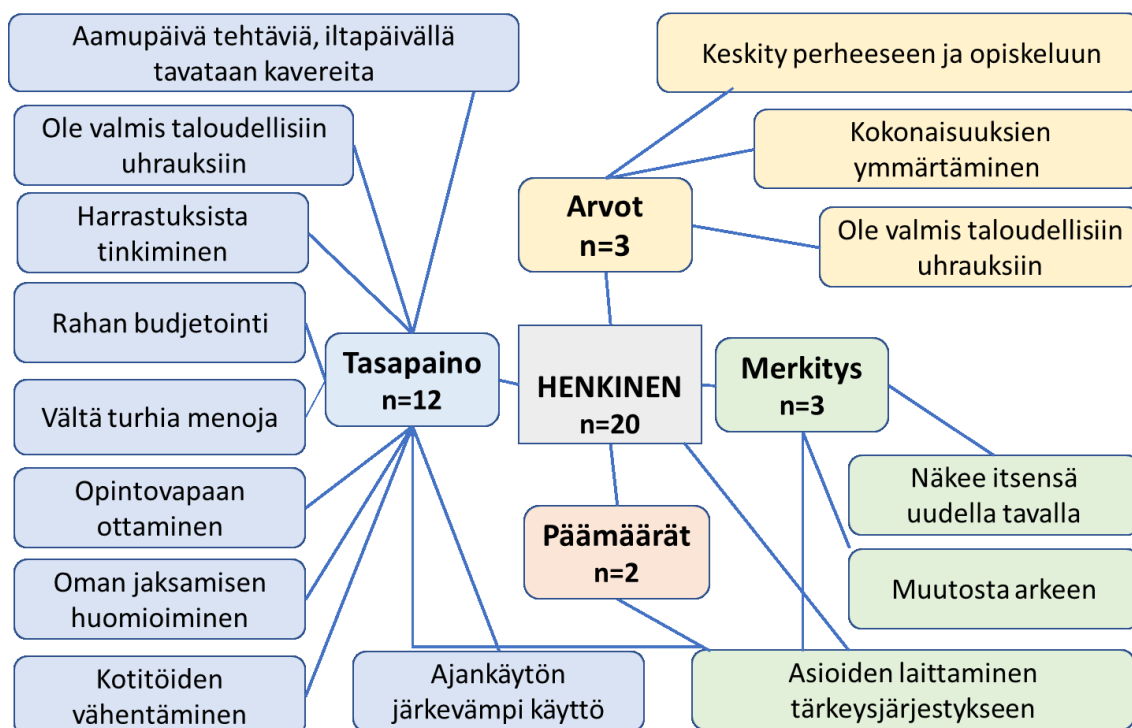 Aamupäivä tehtäviä, iltapäivällä
tavataan kavereita
Ole valmis taloudellisiin
uhrauksiin
Harrastuksista
tinkiminen
Rahan budjetointi
Vältä turhia menoja
Opintovapaan
ottaminen
Oman jaksamisen
huomioiminen
Kotitöiden
vähentäminen
Tasapaino
n=12
Ajankäytön
järkevämpi käyttö
HENKINEN
n=20
Arvot
n=3
Keskity perheeseen ja opiskeluun
Kokonaisuuksien
ymmärtäminen
Ole valmis taloudellisiin
uhrauksiin
Merkitys
n=3
Näkee itsensä
uudella tavalla
Muutosta arkeen
Päämäärät
n=2
Asioiden laittaminen
tärkeysjärjestykseen